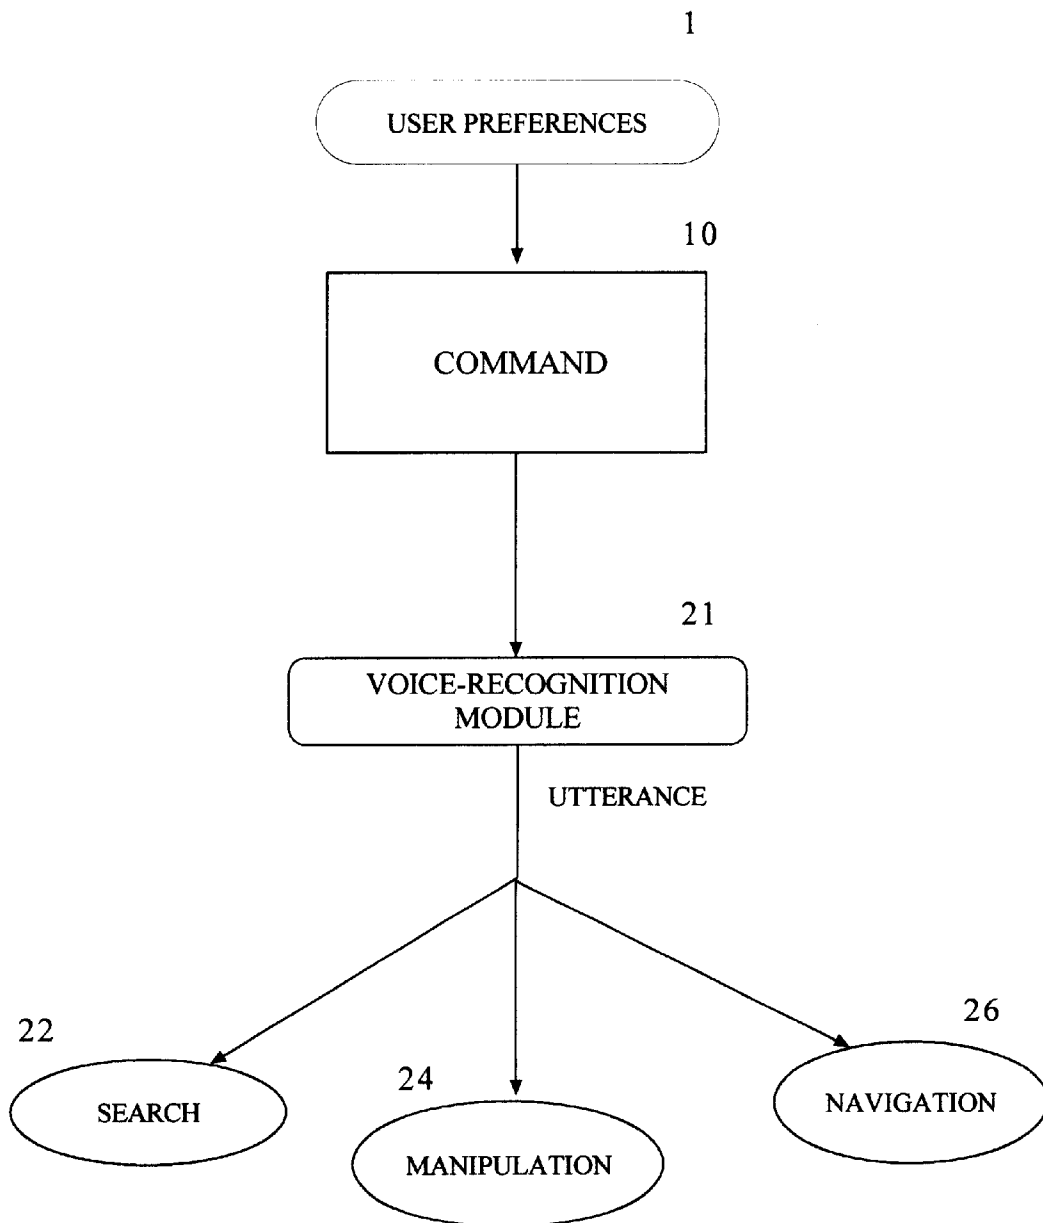 1
USER PREFERENCES
10
COMMAND
21
VOICE-RECOGNITION
MODULE
UTTERANCE
22
SEARCH
24
MANIPULATION
26
NAVIGATION